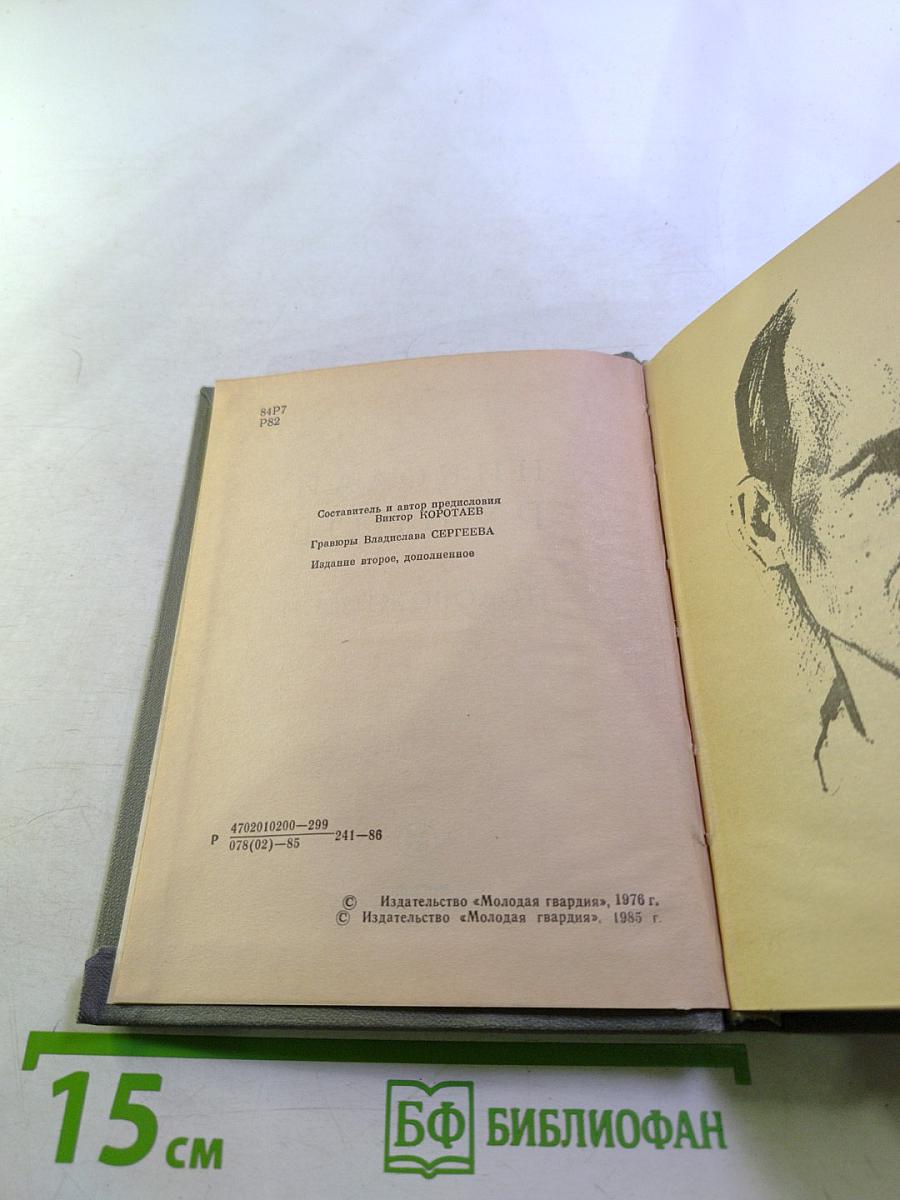 84Р7
Р82
Составитель и автор предисловия
Виктор КОРОТАЕВ
Гравюры Владислава СЕРГЕЕВА
Издание второе, дополненное
Р 4702010200—299
078(02)—85
241—86
© Издательство «Молодая гвардия», 1976 г.
© Издательство «Молодая гвардия», 1985 г.
15 см
БФ БИБЛИОФАН